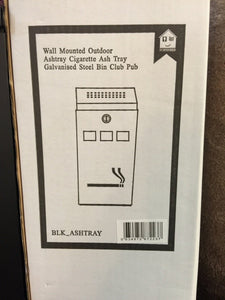 Wall Mounted Outdoor
Ashtray Cigarette Ash Tray
Galvanised Steel Bin Club Pub
BLK_ASHTRAY